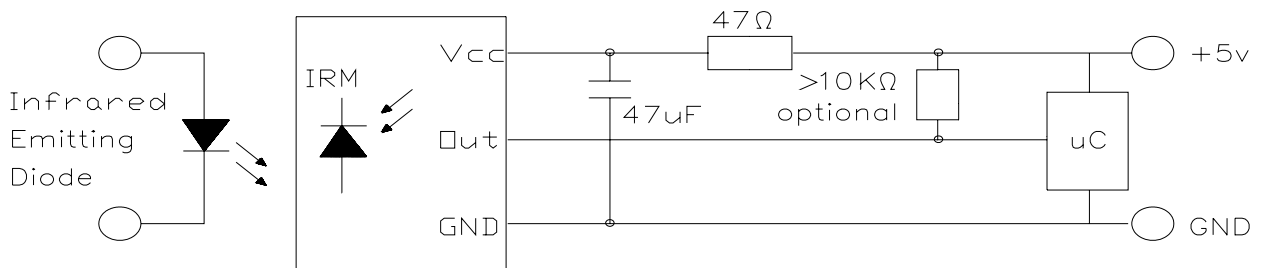 Infrared
Emitting
Diode
IRM
Vcc
Out
GND
47Ω
47uF
>10KΩ
optional
uC
+5v
GND